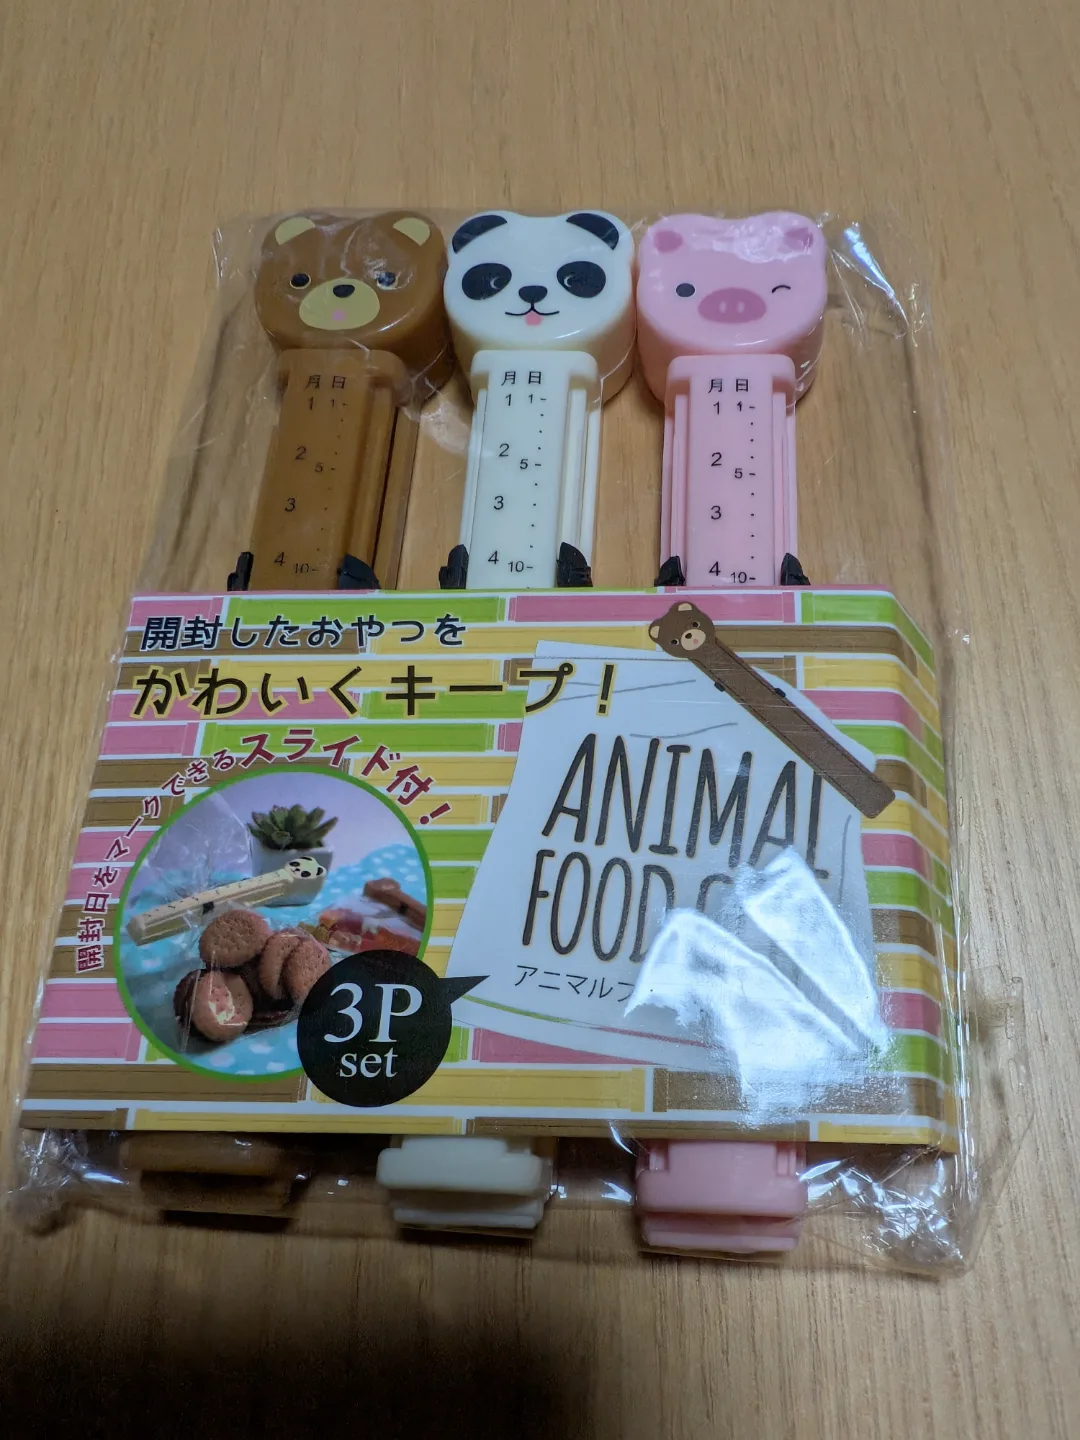 月 日
1 1
2 5
3
4 10
月 日
1 1
2 5
3
4 10
月 日
1 1
2 5
3
4 10
開封したおやつを
かわいくキープ！
開封日をマークできるスライド付！
ANIMAL
FOOD
アニマルフ
3P
set